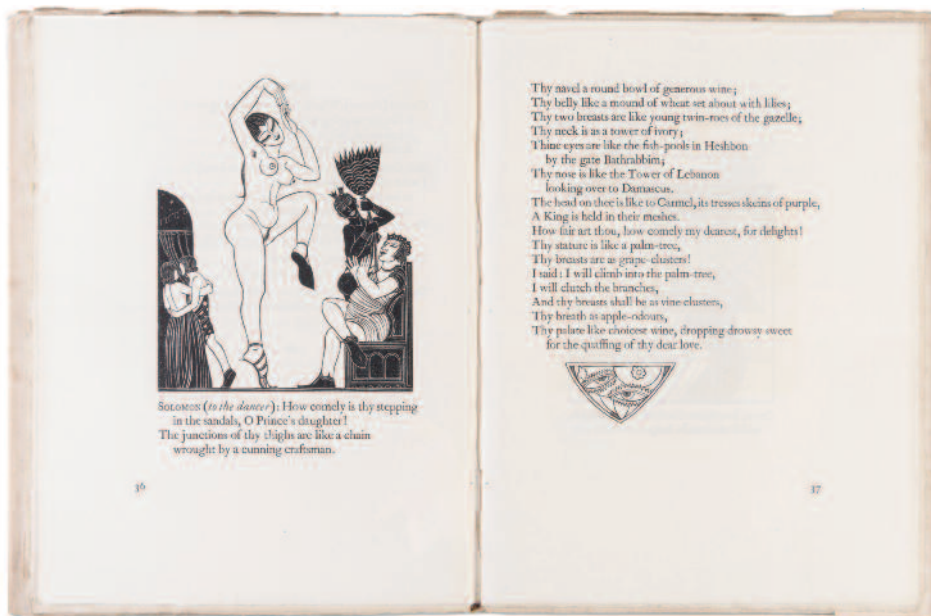 SOLOMON (to the dancer): How comely is thy stepping
in the sandals, O Prince's daughter!
The junctions of thy thighs are like a chain
wrought by a cunning craftsman.
36
Thy navel a round bowl of generous wine;
Thy belly like a mound of wheat set about with lilies;
Thy two breasts are like young twin-roes of the gazelle;
Thy neck is as a tower of ivory;
Thine eyes are like the fish-pools in Heshbon
by the gate Bathrabbim;
Thy nose is like the Tower of Lebanon
looking over to Damascus.
The head on thee is like to Carmel, its tresses skeins of purple,
A King is held in their meshes.
How fair art thou, how comely my dearest, for delights!
Thy stature is like a palm-tree,
Thy breasts are as grape-clusters!
I said: I will climb into the palm-tree,
I will clutch the branches,
And thy breasts shall be as vine clusters,
Thy breath as apple-odours,
Thy palate like choicest wine, dropping drowsy sweet
for the quaffing of thy dear love.
37